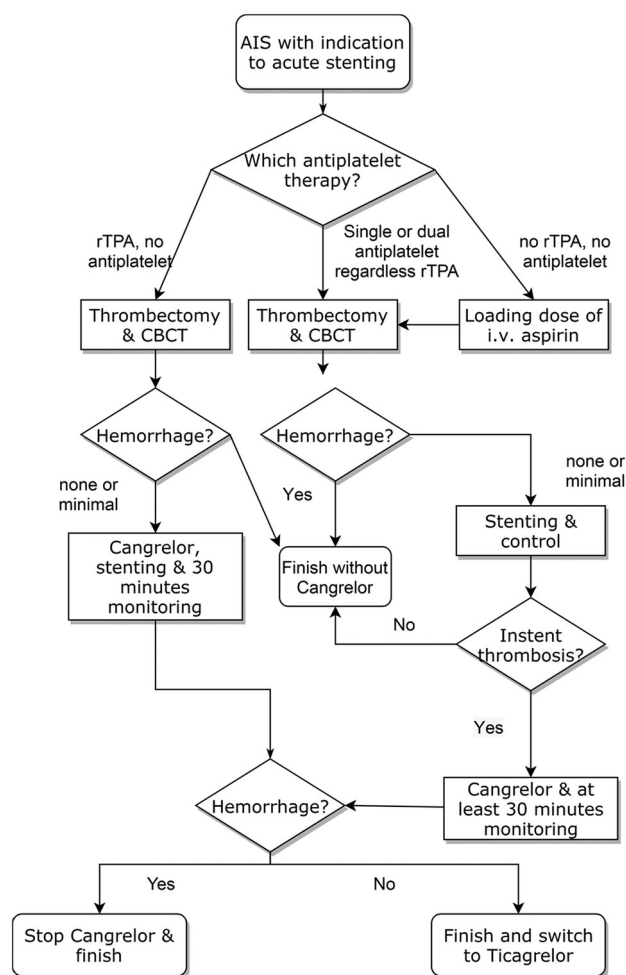 AIS with indication
to acute stenting
Which antiplatelet
therapy?
rTPA, no
antiplatelet
Single or dual
antiplatelet
regardless rTPA
no rTPA, no
antiplatelet
Thrombectomy
& CBCT
Thrombectomy
& CBCT
Loading dose of
i.v. aspirin
Hemorrhage?
Hemorrhage?
none or
minimal
Yes
none or
minimal
Cangrelor,
stenting & 30
minutes
monitoring
Finish without
Cangrelor
Stenting &
control
No
Instent
thrombosis?
Yes
Hemorrhage?
Cangrelor & at
least 30 minutes
monitoring
Yes
No
Stop Cangrelor &
finish
Finish and switch
to Ticagrelor